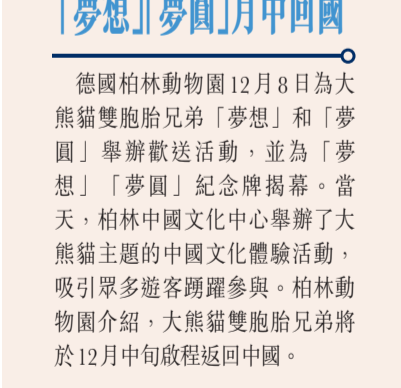 「夢想」「夢圓」月中回國
德國柏林動物園12月8日為大
熊貓雙胞胎兄弟「夢想」和「夢
圓」舉辦歡送活動，並為「夢
想」「夢圓」紀念牌揭幕。當
天，柏林中國文化中心舉辦了大
熊貓主題的中國文化體驗活動，
吸引眾多遊客踴躍參與。柏林動
物園介紹，大熊貓雙胞胎兄弟將
於12月中旬啟程返回中國。